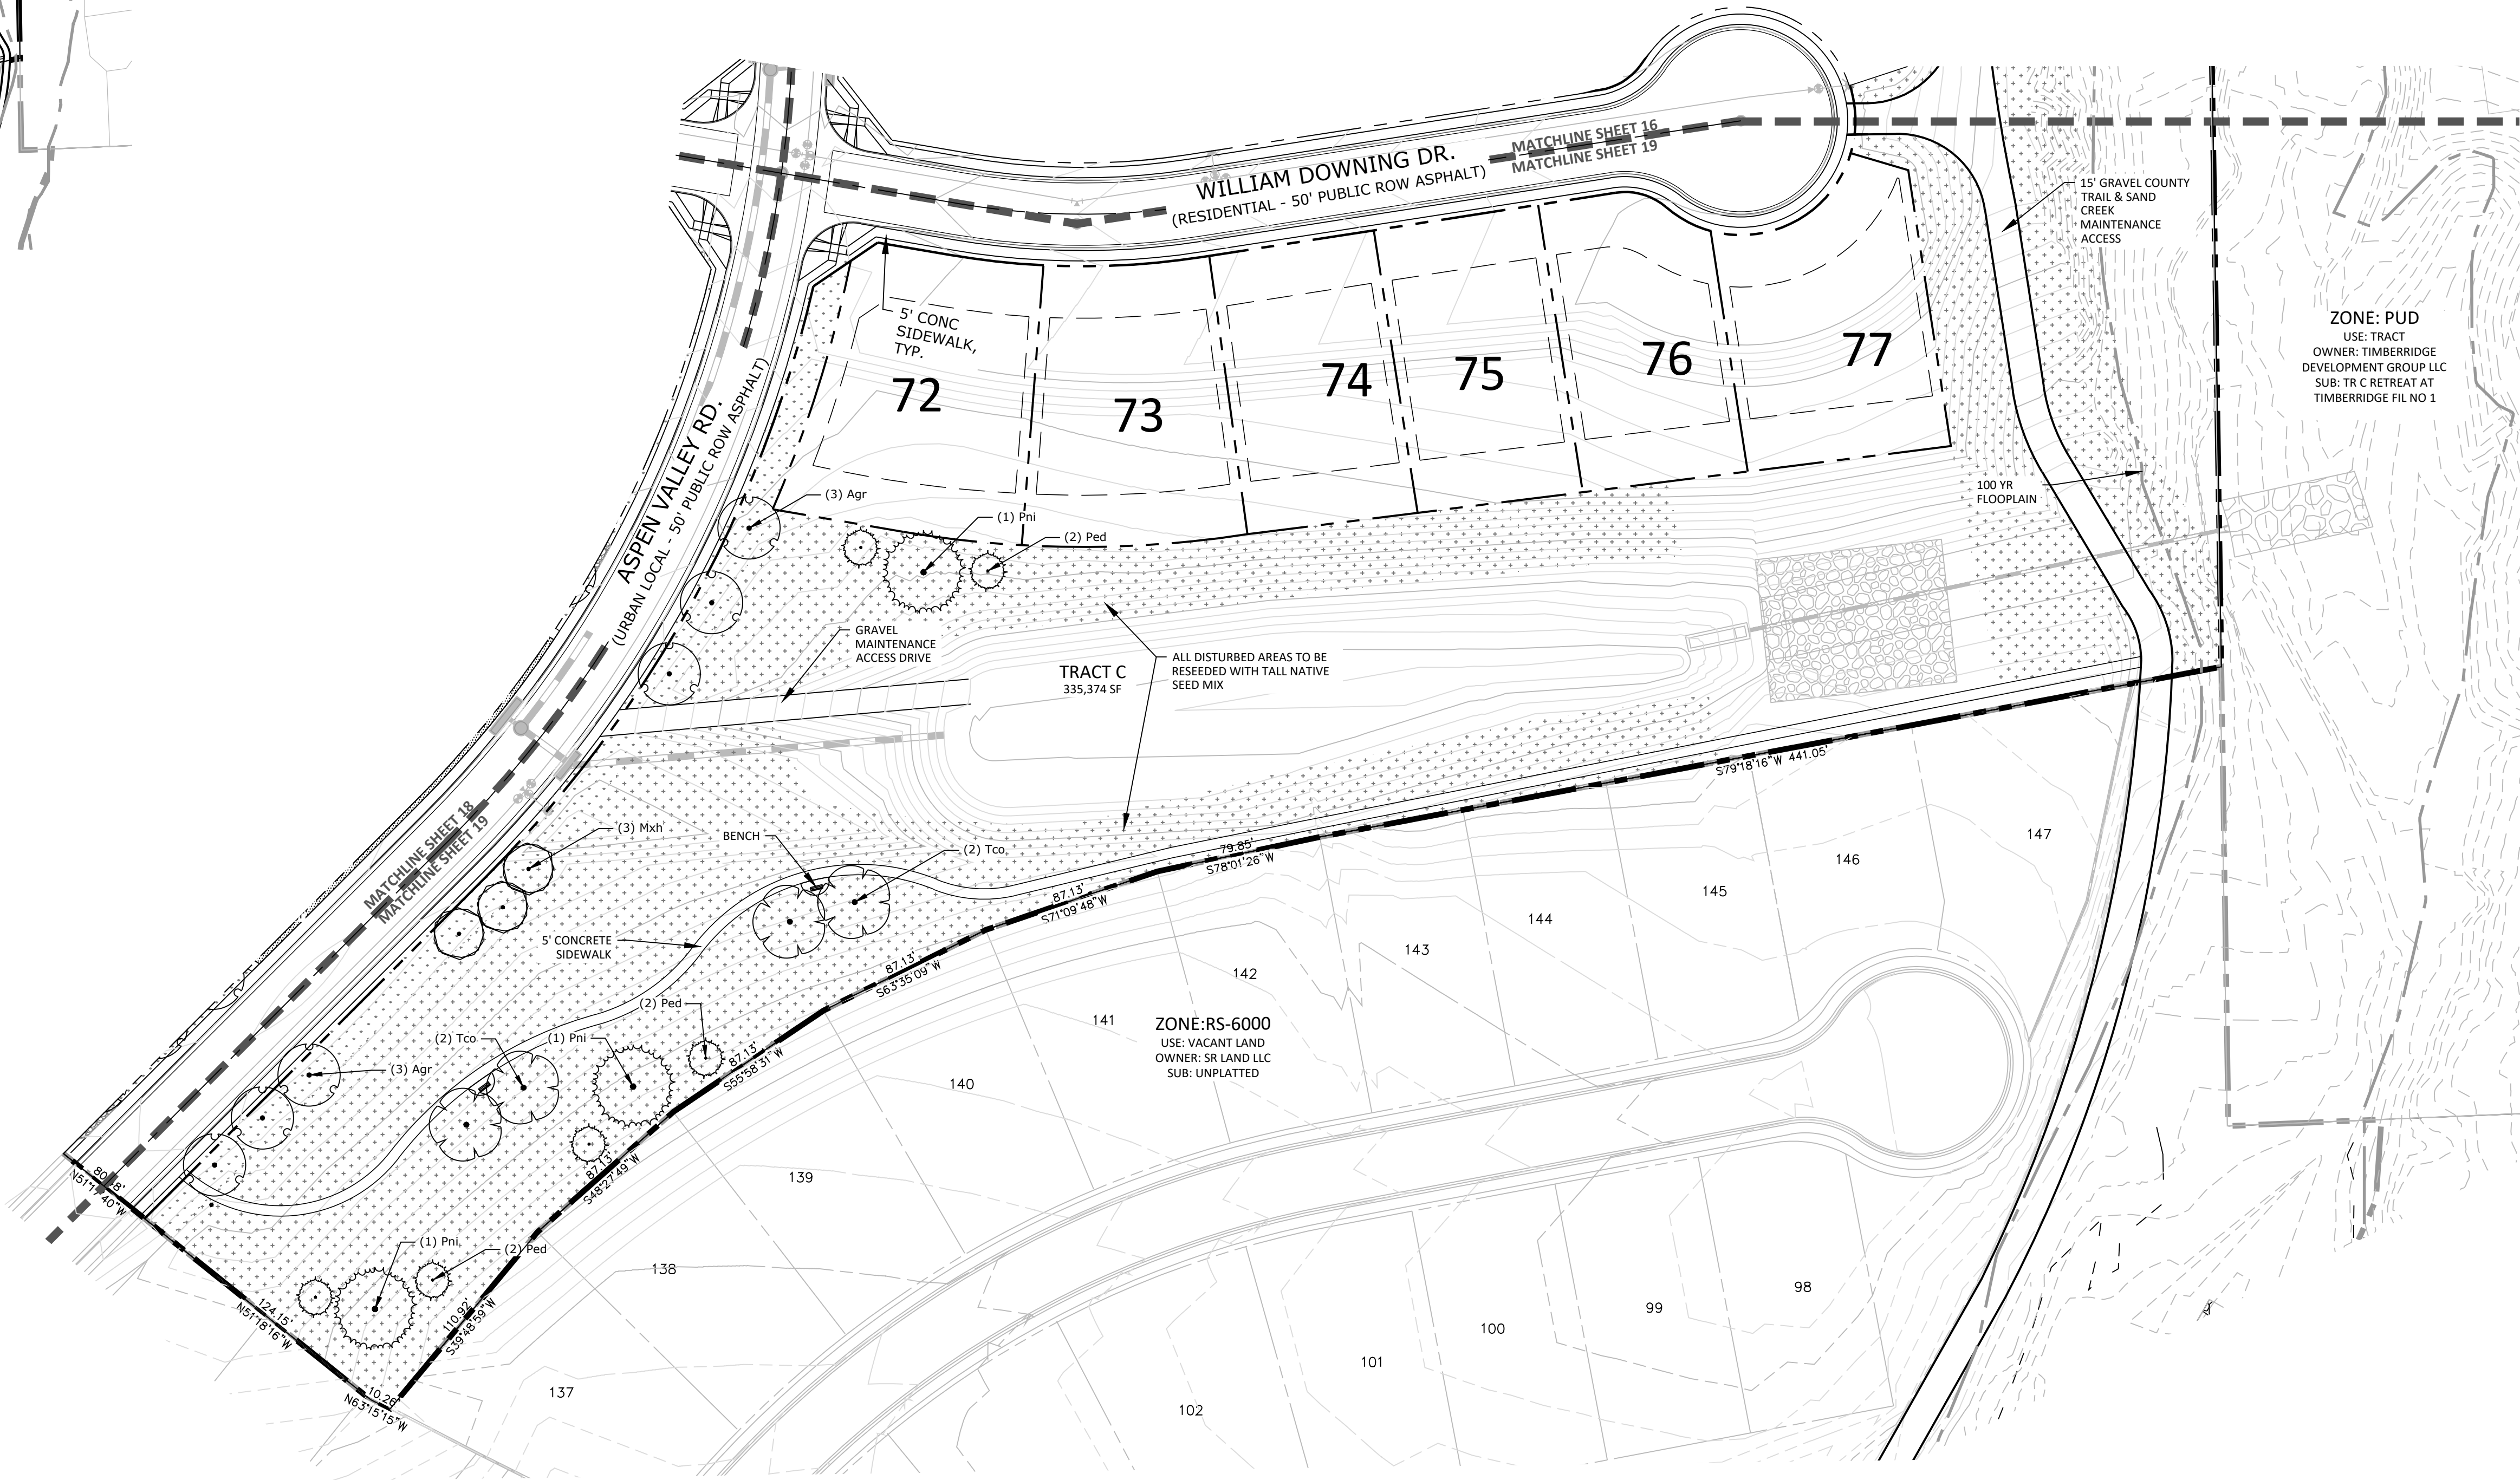 MATCHLINE SHEET 16
MATCHLINE SHEET 19
WILLIAM DOWNING DR.
(RESIDENTIAL - 50' PUBLIC ROW ASPHALT)
15' GRAVEL COUNTY
TRAIL & SAND
CREEK
MAINTENANCE
ACCESS
ZONE: PUD
USE: TRACT
OWNER: TIMBERRIDGE
DEVELOPMENT GROUP LLC
SUB: TR C RETREAT AT
TIMBERRIDGE FIL NO 1
5' CONC
SIDEWALK,
TYP.
72
73
74
75
76
77
ASPEN VALLEY RD.
(URBAN LOCAL - 50' PUBLIC ROW ASPHALT)
100 YR
FLOOPLAIN
(3) Agr
(1) Pni
(2) Ped
GRAVEL
MAINTENANCE
ACCESS DRIVE
TRACT C
335,374 SF
ALL DISTURBED AREAS TO BE
RESEEDED WITH TALL NATIVE
SEED MIX
S79°18'16"W 441.05'
MATCHLINE SHEET 18
MATCHLINE SHEET 19
(3) Mxh
BENCH
(2) Tco
79.85'
S78°01'26"W
87.13'
S71°09'48"W
87.13'
S63°35'09"W
5' CONCRETE
SIDEWALK
(2) Ped
(2) Tco
(1) Pni
(3) Agr
87.13'
S55°58'31"W
87.13'
S48°27'49"W
ZONE:RS-6000
USE: VACANT LAND
OWNER: SR LAND LLC
SUB: UNPLATTED
147
146
145
144
143
142
141
140
139
138
137
98
99
100
101
102
(1) Pni
(2) Ped
124.15'
N51°18'16"W
110.92'
S39°48'59"W
10.26'
N63°15'15"W